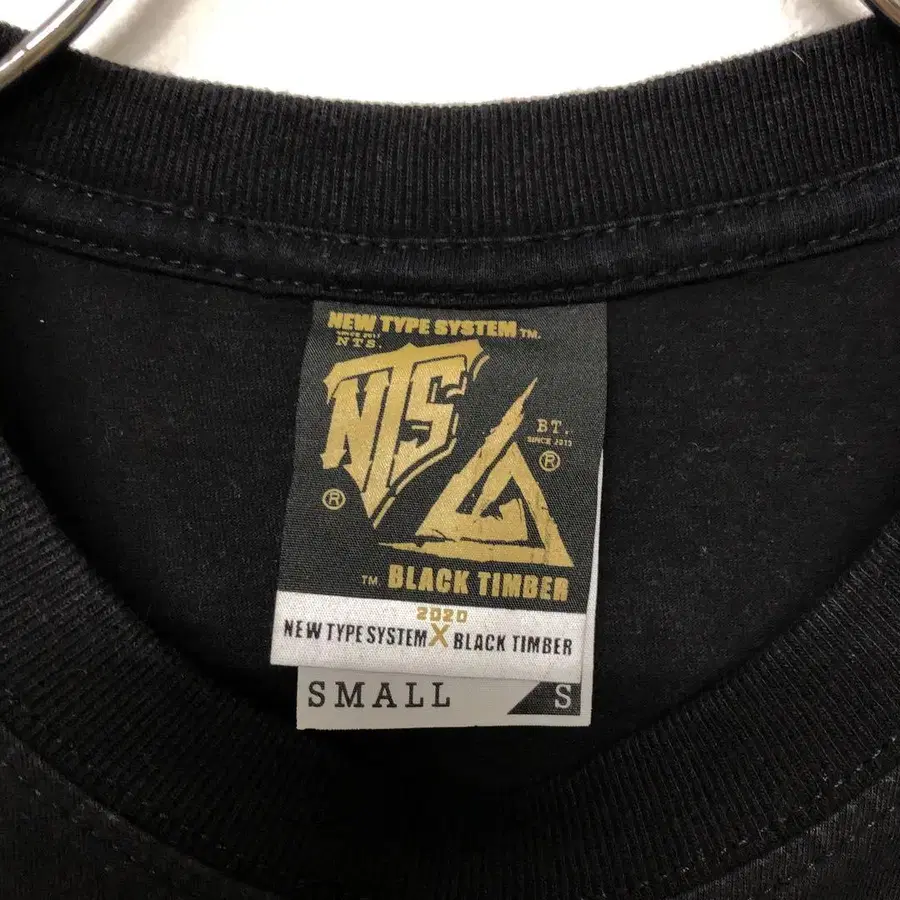 NEW TYPE SYSTEM TM.
SINCE 2017
NTS.
NTS
®
BT.
SINCE 2013
®
TM BLACK TIMBER
2020
NEW TYPE SYSTEM X BLACK TIMBER
SMALL S